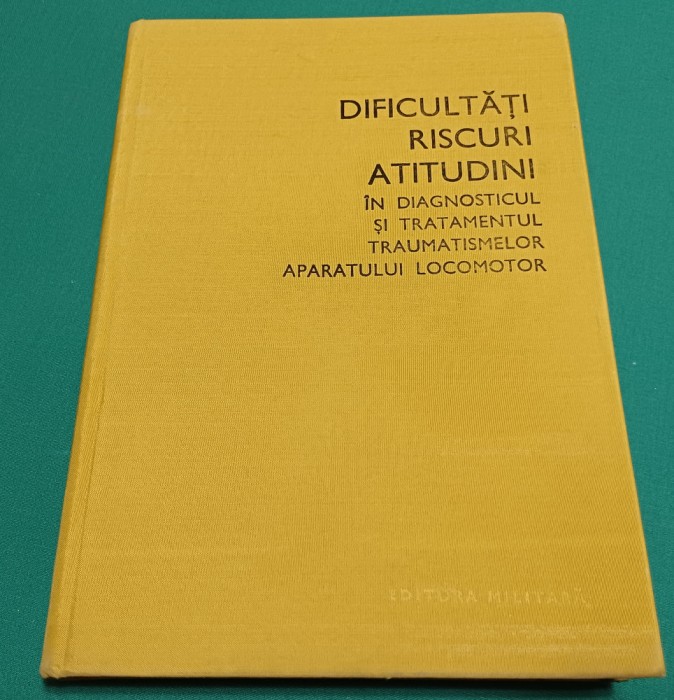 DIFICULTĂȚI
RISCURI
ATITUDINI
ÎN DIAGNOSTICUL
ȘI TRATAMENTUL
TRAUMATISMELOR
APARATULUI LOCOMOTOR
EDITURA MILITARĂ